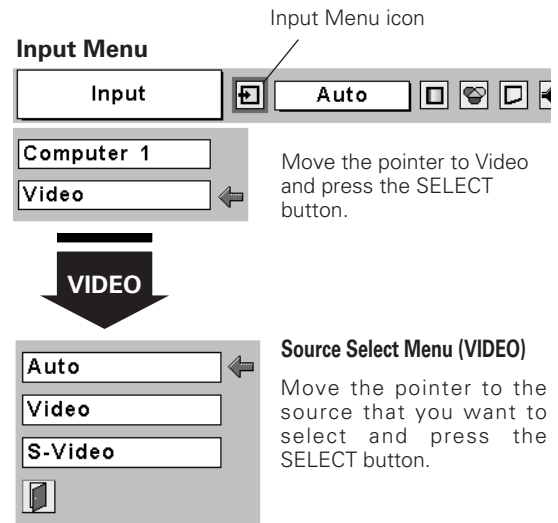 Input Menu icon
Input Menu
Input
Auto
Computer 1
Video
Move the pointer to Video
and press the SELECT
button.
VIDEO
Auto
Video
S-Video
Source Select Menu (VIDEO)
Move the pointer to the
source that you want to
select and press the
SELECT button.